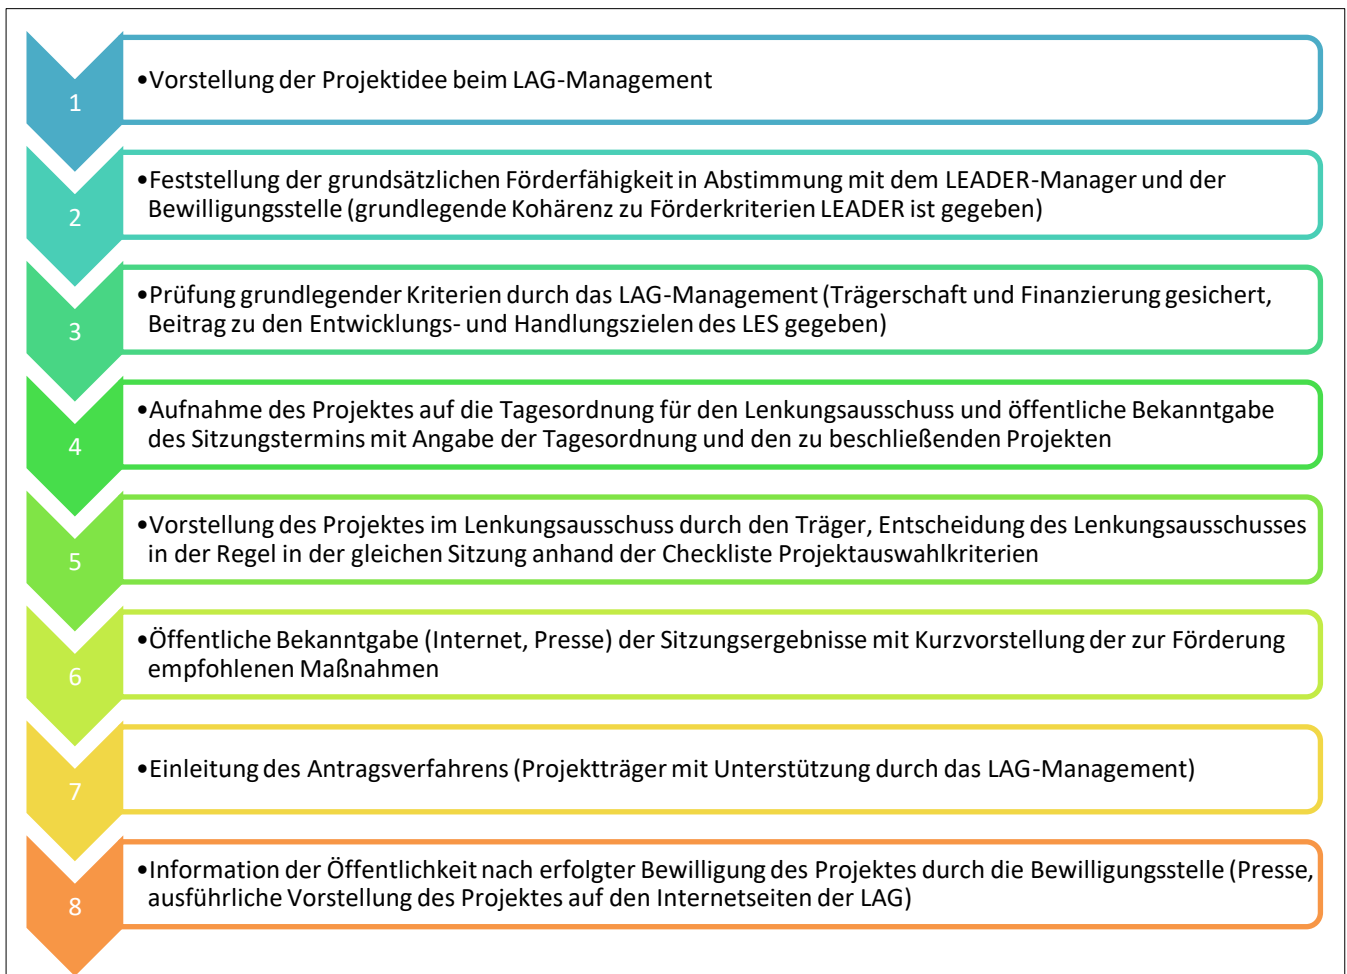 1
•Vorstellung der Projektidee beim LAG-Management
2
•Feststellung der grundsätzlichen Förderfähigkeit in Abstimmung mit dem LEADER-Manager und der
Bewilligungsstelle (grundlegende Kohärenz zu Förderkriterien LEADER ist gegeben)
3
•Prüfung grundlegender Kriterien durch das LAG-Management (Trägerschaft und Finanzierung gesichert,
Beitrag zu den Entwicklungs- und Handlungszielen des LES gegeben)
4
•Aufnahme des Projektes auf die Tagesordnung für den Lenkungsausschuss und öffentliche Bekanntgabe
des Sitzungstermins mit Angabe der Tagesordnung und den zu beschließenden Projekten
5
•Vorstellung des Projektes im Lenkungsausschuss durch den Träger, Entscheidung des Lenkungsausschusses
in der Regel in der gleichen Sitzung anhand der Checkliste Projektauswahlkriterien
6
•Öffentliche Bekanntgabe (Internet, Presse) der Sitzungsergebnisse mit Kurzvorstellung der zur Förderung
empfohlenen Maßnahmen
7
•Einleitung des Antragsverfahrens (Projektträger mit Unterstützung durch das LAG-Management)
8
•Information der Öffentlichkeit nach erfolgter Bewilligung des Projektes durch die Bewilligungsstelle (Presse,
ausführliche Vorstellung des Projektes auf den Internetseiten der LAG)